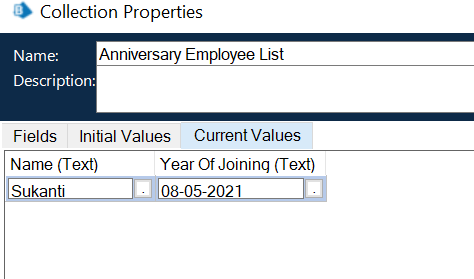 Collection Properties
Name: Anniversary Employee List
Description:
Fields Initial Values Current Values
Name (Text) Year Of Joining (Text)
Sukanti . 08-05-2021 .